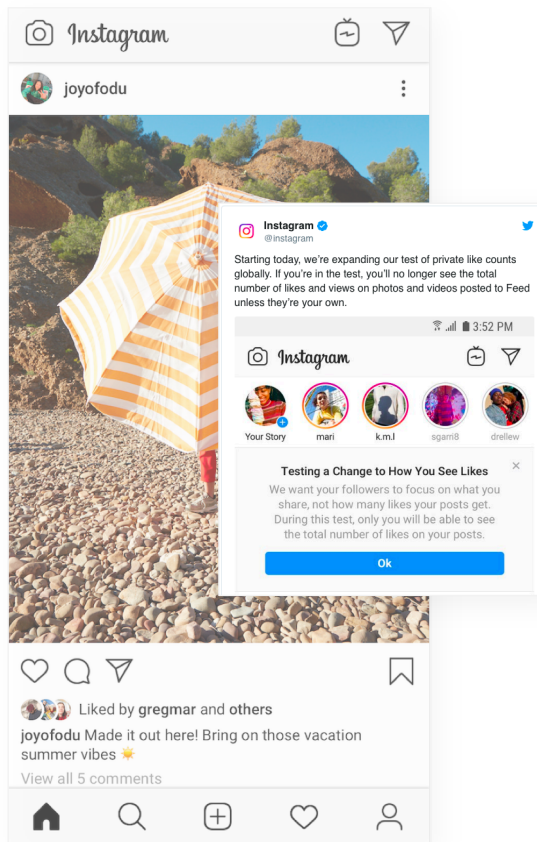 Instagram
joyofodu
Instagram
@instagram
Starting today, we're expanding our test of private like counts
globally. If you're in the test, you'll no longer see the total
number of likes and views on photos and videos posted to Feed
unless they're your own.
3:52 PM
Instagram
Your Story mari k.m.l sgarri8 drellew
Testing a Change to How You See Likes
We want your followers to focus on what you
share, not how many likes your posts get.
During this test, only you will be able to see
the total number of likes on your posts.
Ok
Liked by gregmar and others
joyofodu Made it out here! Bring on those vacation
summer vibes ☀️
View all 5 comments